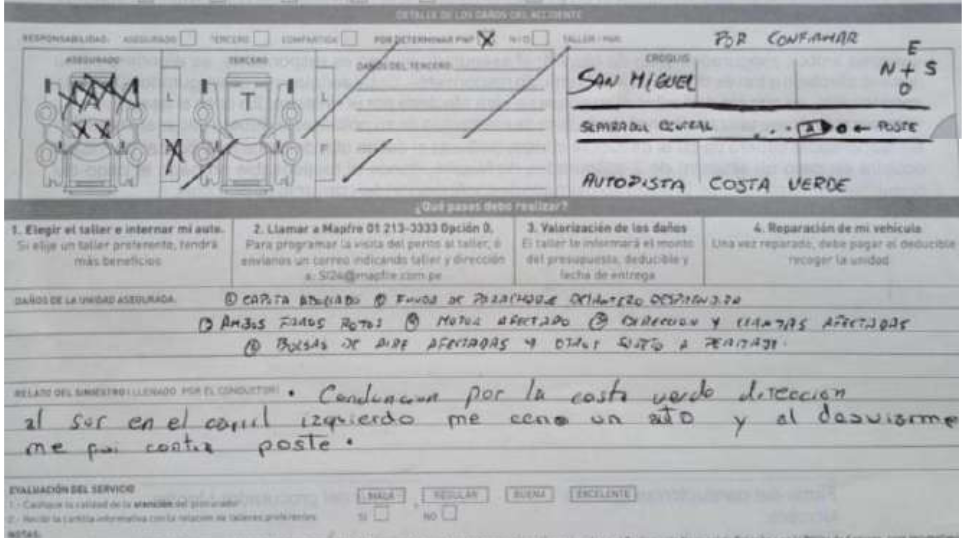 DETALLE DE LOS DAÑOS DEL ACCIDENTE
RESPONSABILIDAD: ASEGURADO TERCERO COMPARTIDA POR DETERMINAR PNP X N/D TALLER / PNP: POR CONFIRMAR
ASEGURADO TERCERO DAÑOS DEL TERCERO CROQUIS
E
N + S
O
SAN MIGUEL
L T L
SEPARADOR CENTRAL A ← POSTE
P
AUTOPISTA COSTA VERDE
¿Qué pasos debo realizar?
1. Elegir el taller e internar mi auto. 2. Llamar a Mapfre 01 213-3333 Opción 0. 3. Valorización de los daños 4. Reparación de mi vehículo
Si elije un taller preferente, tendrá Para programar la visita del perito al taller, o El taller le informará el monto Una vez reparado, debe pagar el deducible
más beneficios envíanos un correo indicando taller y dirección del presupuesto, deducible y recoger la unidad
a: SI24@mapfre.com.pe fecha de entrega
DAÑOS DE LA UNIDAD ASEGURADA: ① CAPOTA ABOLLADO ② FUNDA DE PARACHOQUE DELANTERO
③ AMBOS FAROS ROTOS ④ MOTOR AFECTADO ⑤ DIRECCION Y LLANTAS AFECTADAS
⑥ BOLSAS DE AIRE AFECTADAS Y OTROS SUJETO A PERITAJE.
RELATO DEL SINIESTRO (LLENADO POR EL CONDUCTOR) • por la costa verde direccion
al sur en el carril izquierdo me un y al desviarme
me fui contra poste •
EVALUACIÓN DEL SERVICIO MALA REGULAR BUENA EXCELENTE
1.- Califique la calidad de la atención del procurador
2.- Recibí la cartilla informativa con la relación de talleres preferentes SI NO
NOTAS: